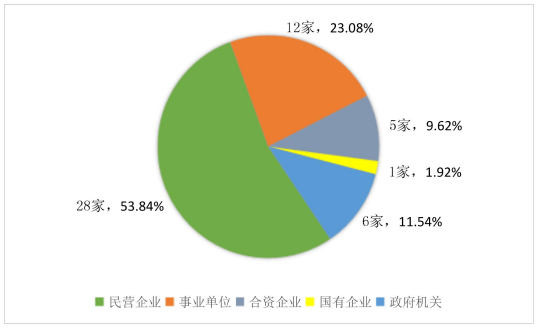 12家，23.08%
5家，9.62%
1家，1.92%
28家，53.84%
6家，11.54%
民营企业 事业单位 合资企业 国有企业 政府机关